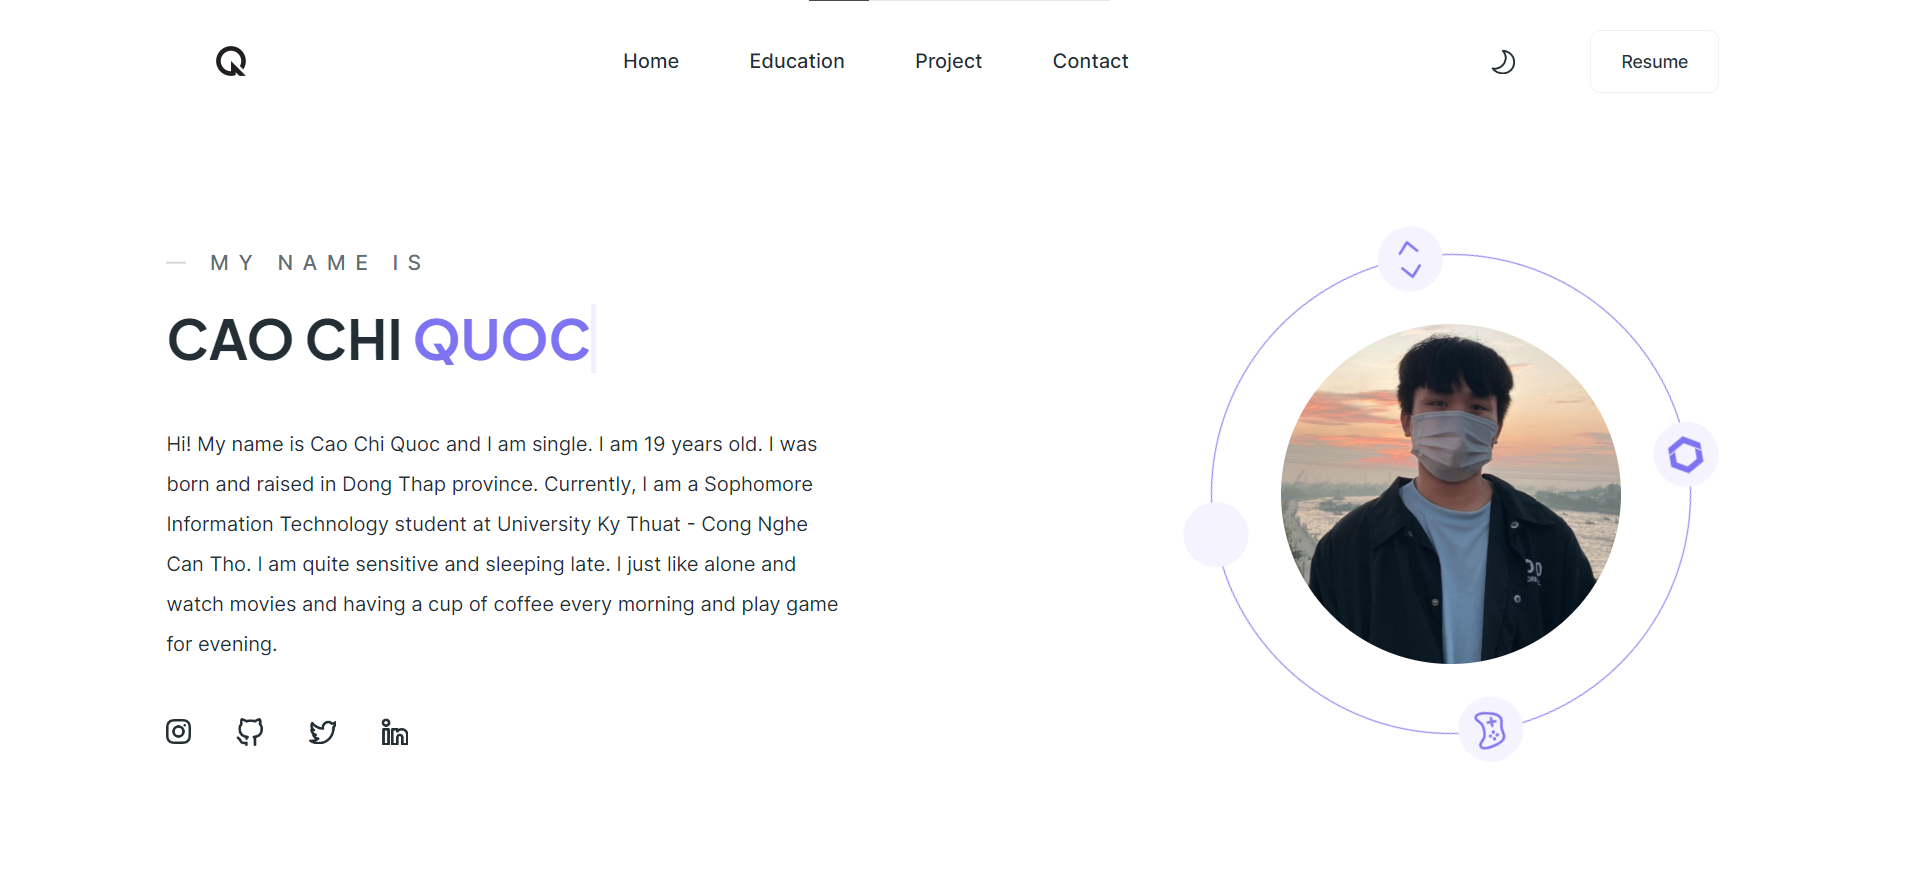 Q
Home Education Project Contact Resume
MY NAME IS
CAO CHI QUOC
Hi! My name is Cao Chi Quoc and I am single. I am 19 years old. I was
born and raised in Dong Thap province. Currently, I am a Sophomore
Information Technology student at University Ky Thuat - Cong Nghe
Can Tho. I am quite sensitive and sleeping late. I just like alone and
watch movies and having a cup of coffee every morning and play game
for evening.